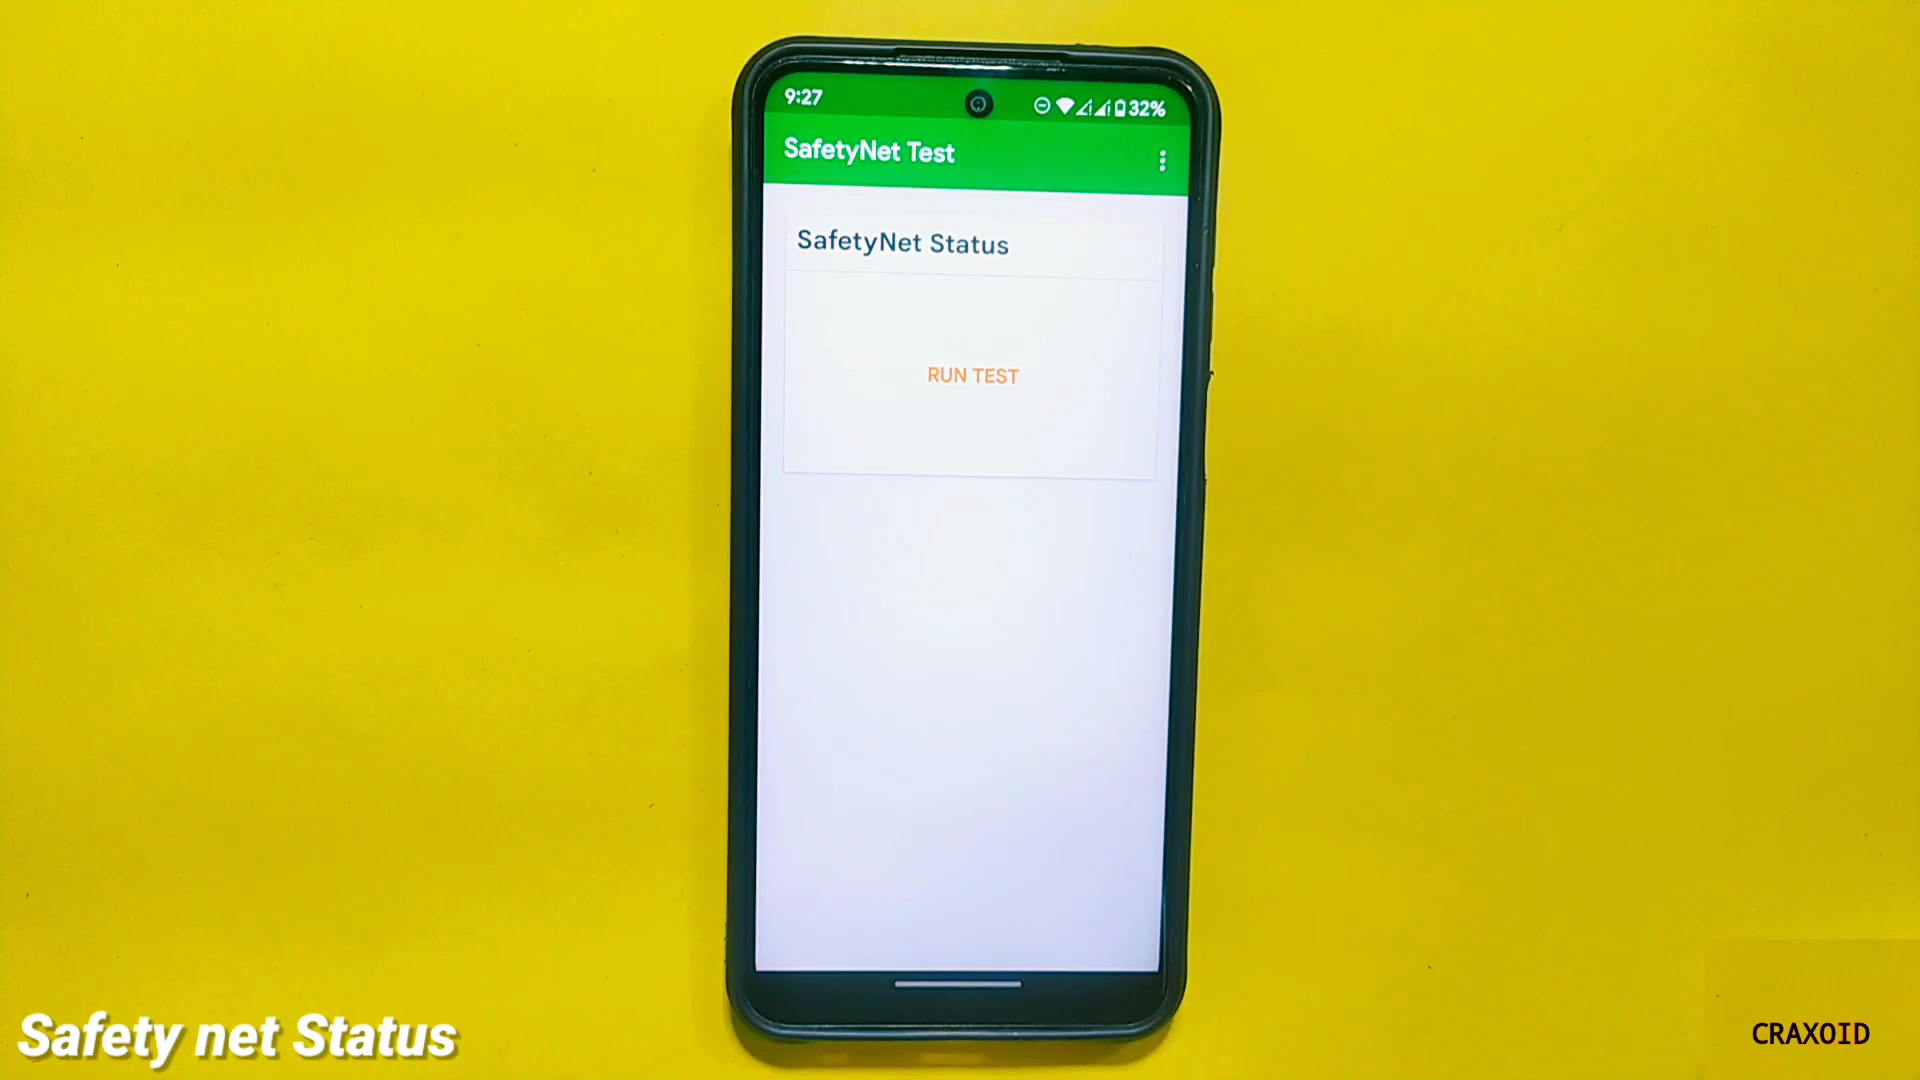 9:27
32%
SafetyNet Test
SafetyNet Status
RUN TEST
Safety net Status
CRAXOID